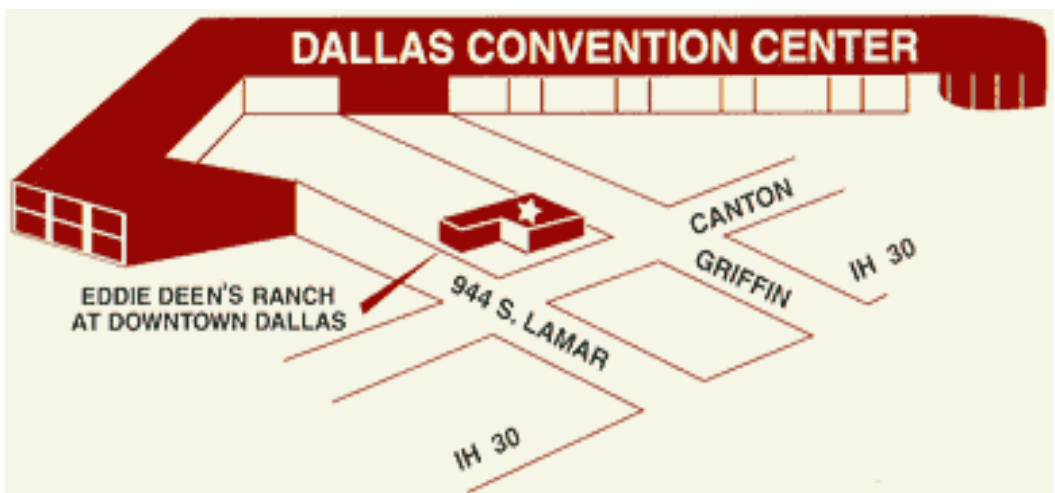 DALLAS CONVENTION CENTER
CANTON
GRIFFIN
IH 30
EDDIE DEEN'S RANCH
AT DOWNTOWN DALLAS
944 S. LAMAR
IH 30